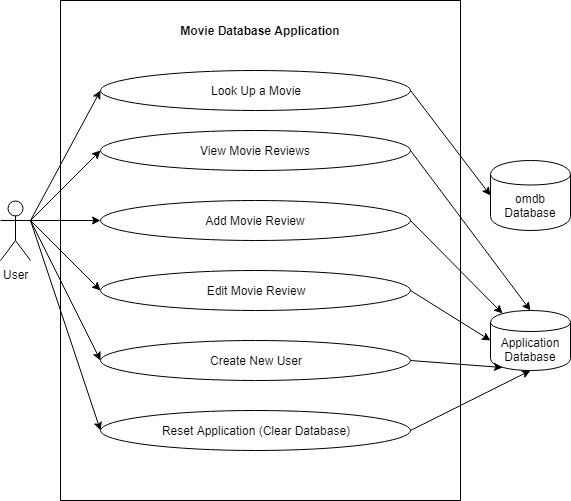 Movie Database Application
Look Up a Movie
View Movie Reviews
omdb
Database
Add Movie Review
User
Edit Movie Review
Application
Database
Create New User
Reset Application (Clear Database)